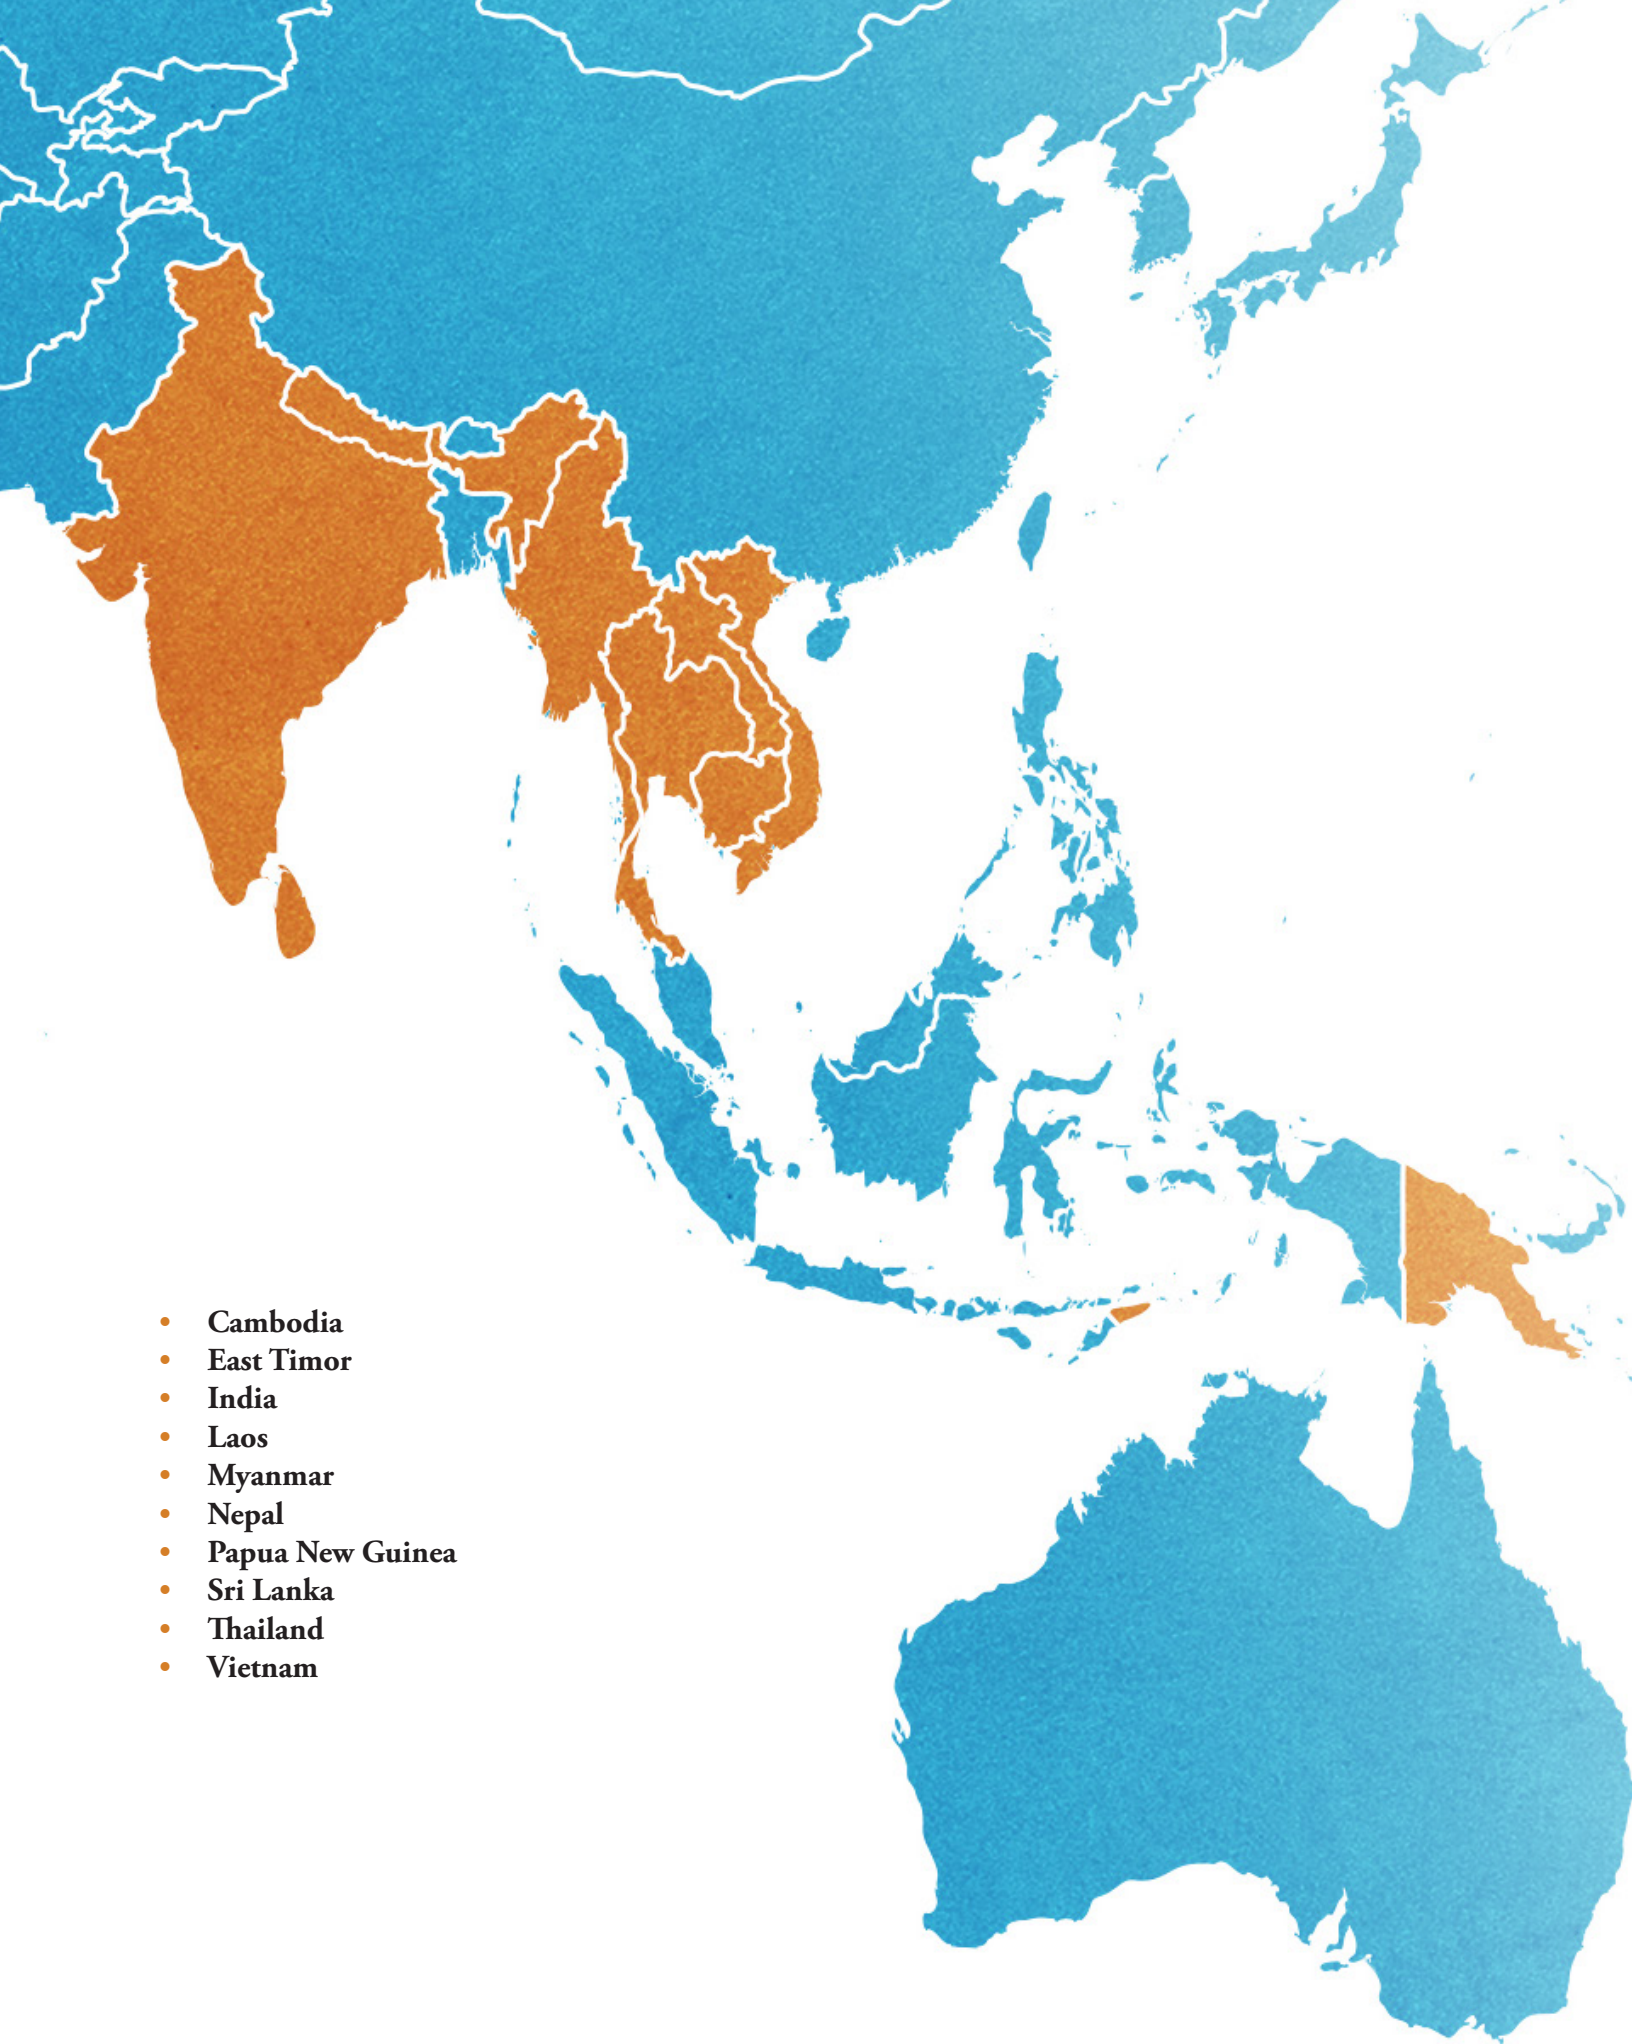 • Cambodia
• East Timor
• India
• Laos
• Myanmar
• Nepal
• Papua New Guinea
• Sri Lanka
• Thailand
• Vietnam